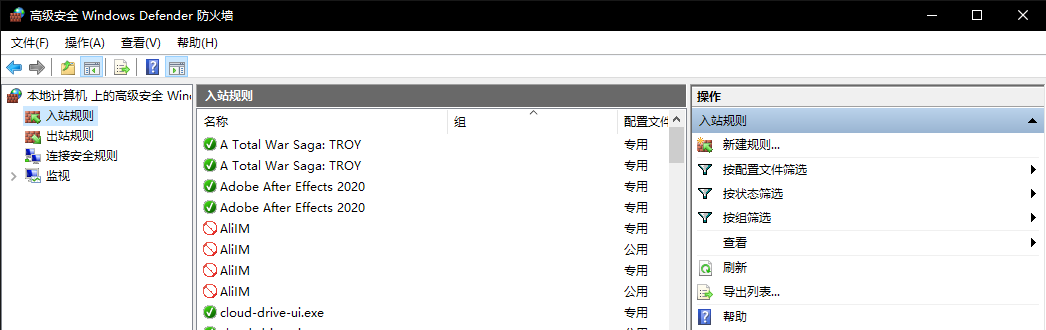 高级安全 Windows Defender 防火墙
文件(F) 操作(A) 查看(V) 帮助(H)
本地计算机 上的高级安全 Win
入站规则
出站规则
连接安全规则
监视
入站规则
名称 组 配置文件
A Total War Saga: TROY 专用
A Total War Saga: TROY 专用
Adobe After Effects 2020 专用
Adobe After Effects 2020 专用
AliIM 专用
AliIM 公用
AliIM 专用
AliIM 公用
cloud-drive-ui.exe 专用
操作
入站规则
新建规则...
按配置文件筛选
按状态筛选
按组筛选
查看
刷新
导出列表...
帮助